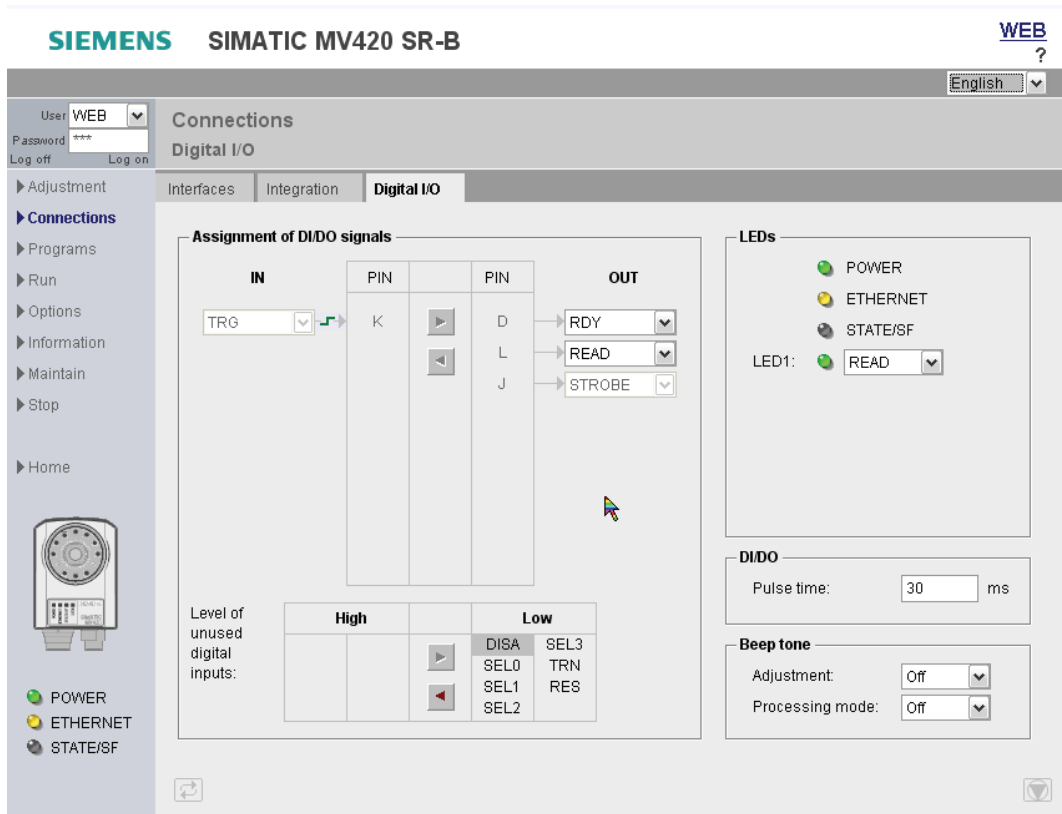 SIEMENS SIMATIC MV420 SR-B
WEB
?
English
User WEB
Password ***
Log off Log on
Connections
Digital I/O
Adjustment
Connections
Programs
Run
Options
Information
Maintain
Stop
Home
Interfaces Integration Digital I/O
Assignment of DI/DO signals
IN PIN PIN OUT
TRG K D RDY
L READ
J STROBE
Level of
unused
digital
inputs:
High Low
DISA SEL3
SEL0 TRN
SEL1 RES
SEL2
LEDs
POWER
ETHERNET
STATE/SF
LED1: READ
DI/DO
Pulse time: 30 ms
Beep tone
Adjustment: Off
Processing mode: Off
POWER
ETHERNET
STATE/SF